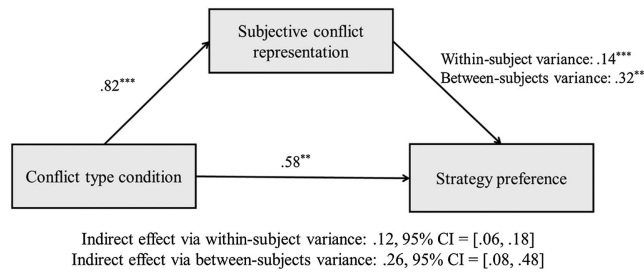 Subjective conflict
representation
.82***
Within-subject variance: .14***
Between-subjects variance: .32**
Conflict type condition
.58**
Strategy preference
Indirect effect via within-subject variance: .12, 95% CI = [.06, .18]
Indirect effect via between-subjects variance: .26, 95% CI = [.08, .48]